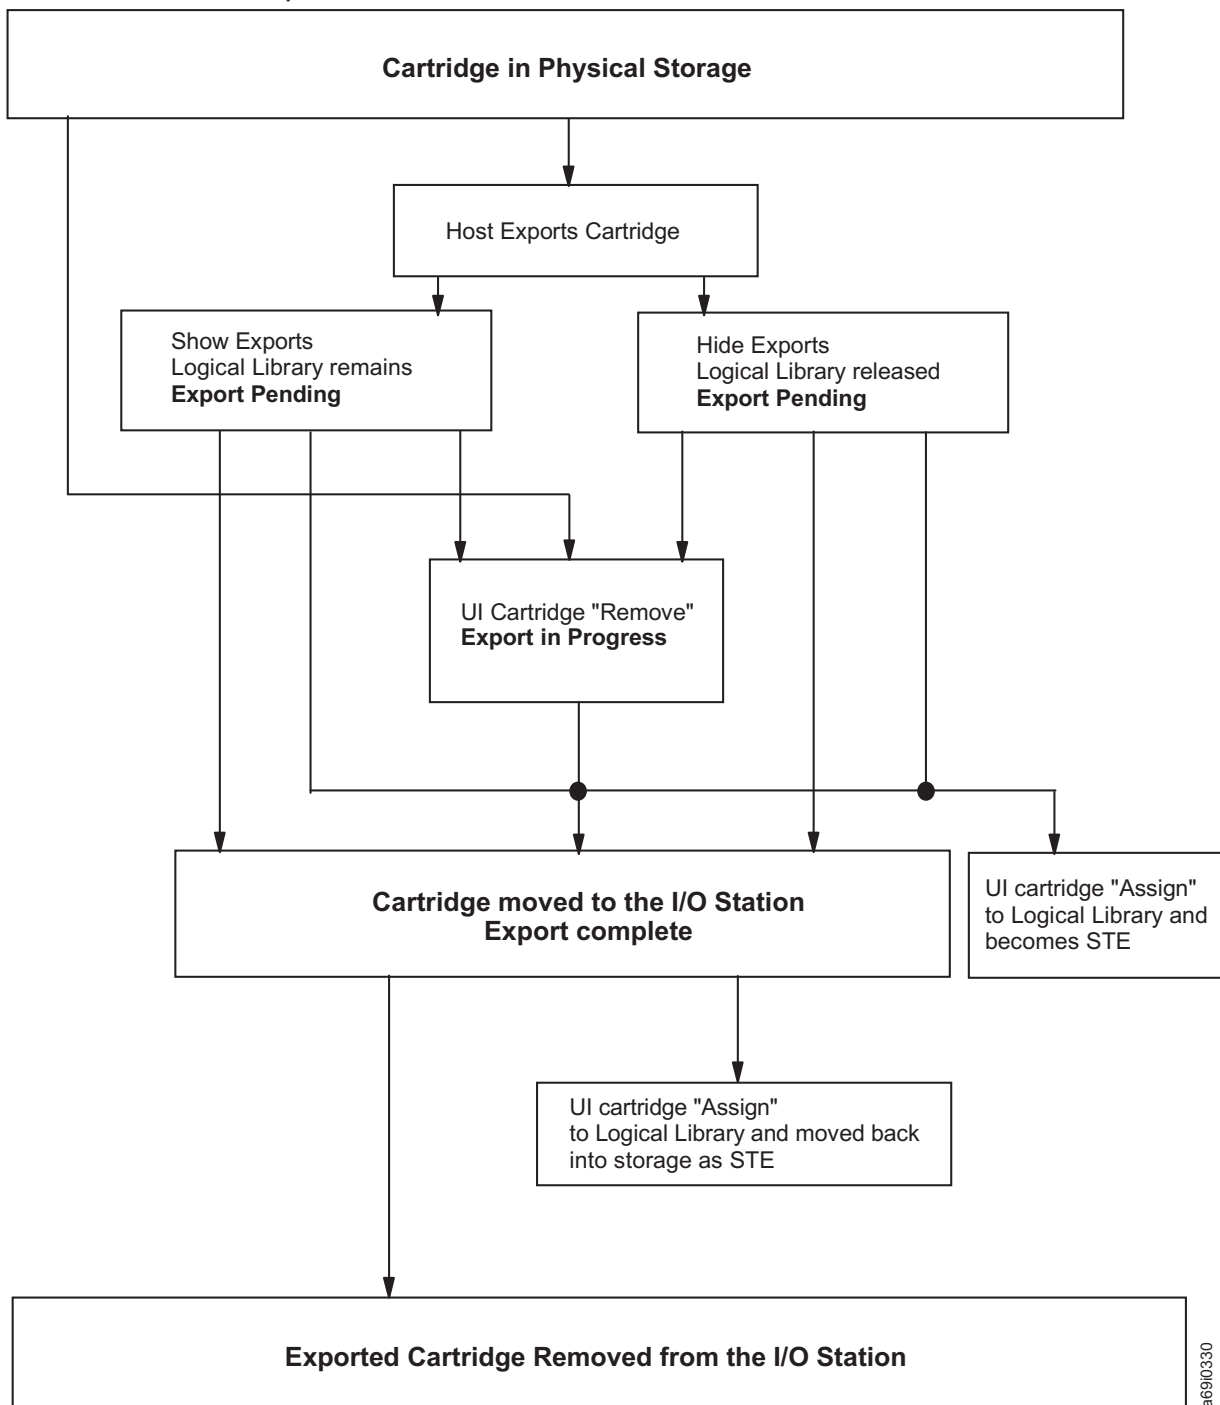 Cartridge in Physical Storage
Host Exports Cartridge
Show Exports
Logical Library remains
Export Pending
Hide Exports
Logical Library released
Export Pending
UI Cartridge "Remove"
Export in Progress
Cartridge moved to the I/O Station
Export complete
UI cartridge "Assign"
to Logical Library and
becomes STE
UI cartridge "Assign"
to Logical Library and moved back
into storage as STE
Exported Cartridge Removed from the I/O Station
a69i0330